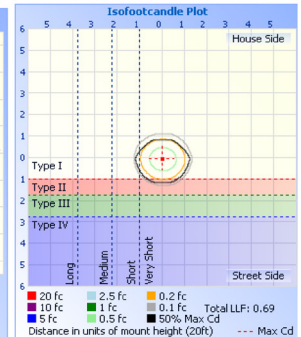 Isofootcandle Plot
5 4 3 2 1 0 1 2 3 4 5
6
5
4
3
2
1
0
1
2
3
4
5
6
House Side
Type I
Type II
Type III
Type IV
Long
Medium
Short
Very Short
Street Side
20 fc 2.5 fc 0.2 fc
10 fc 1 fc 0.1 fc Total LLF: 0.69
5 fc 0.5 fc 50% Max Cd
Distance in units of mount height (20ft) --- Max Cd